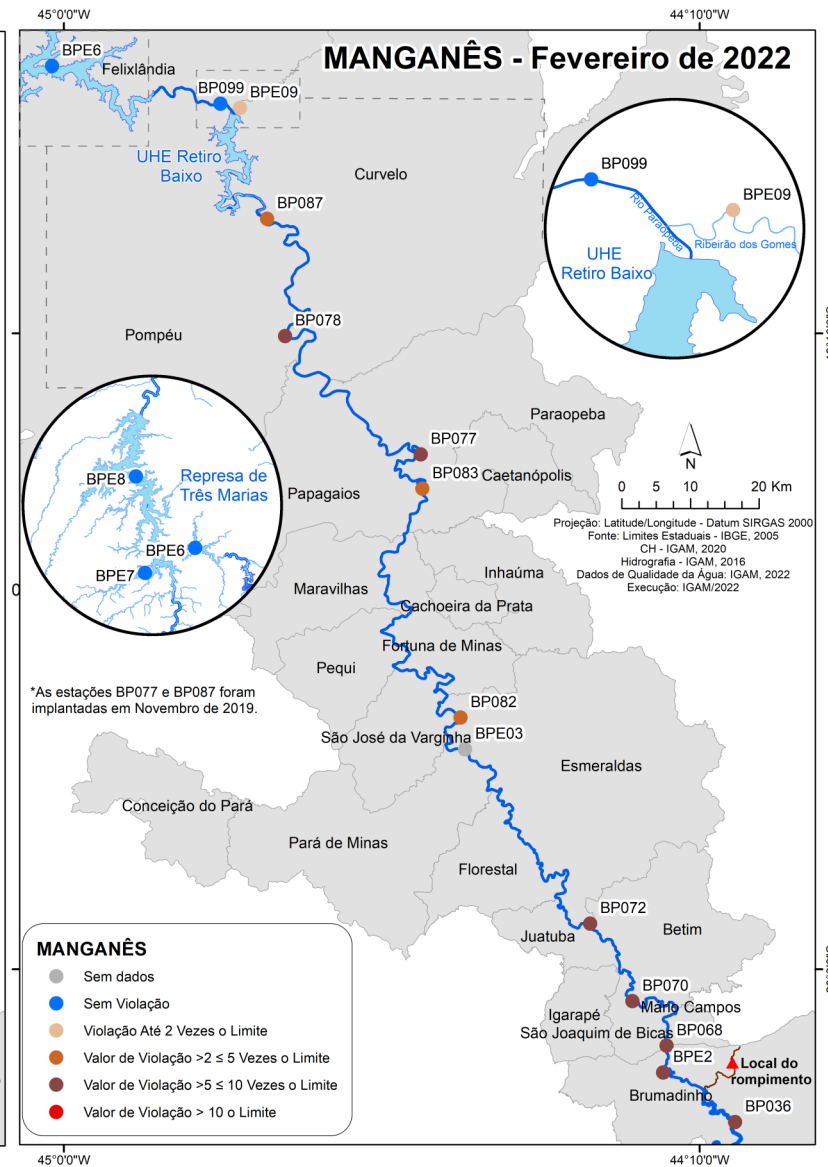 45°0'0"W
44°10'0"W
MANGANÊS - Fevereiro de 2022
BPE6
Felixlândia
BP099
BPE09
UHE Retiro
Baixo
Curvelo
BP087
BP099
BPE09
Rio Paraopeba
Ribeirão dos Gomes
UHE
Retiro Baixo
BP078
Pompéu
Paraopeba
BP077
BP083
Caetanópolis
Papagaios
N
0 5 10 20 Km
Projeção: Latitude/Longitude - Datum SIRGAS 2000
Fonte: Limites Estaduais - IBGE, 2005
CH - IGAM, 2020
Hidrografia - IGAM, 2016
Dados de Qualidade da Água: IGAM, 2022
Execução: IGAM/2022
BPE8
Represa de
Três Marias
BPE6
BPE7
Inhaúma
Maravilhas
Cachoeira da Prata
Fortuna de Minas
Pequi
*As estações BP077 e BP087 foram
implantadas em Novembro de 2019.
BP082
BPE03
São José da Varginha
Esmeraldas
Conceição do Pará
Pará de Minas
Florestal
BP072
Juatuba
Betim
BP070
Mário Campos
Igarapé
São Joaquim de Bicas
BP068
BPE2
Local do
rompimento
Brumadinho
BP036
MANGANÊS
Sem dados
Sem Violação
Violação Até 2 Vezes o Limite
Valor de Violação >2 ≤ 5 Vezes o Limite
Valor de Violação >5 ≤ 10 Vezes o Limite
Valor de Violação > 10 o Limite
45°0'0"W
44°10'0"W